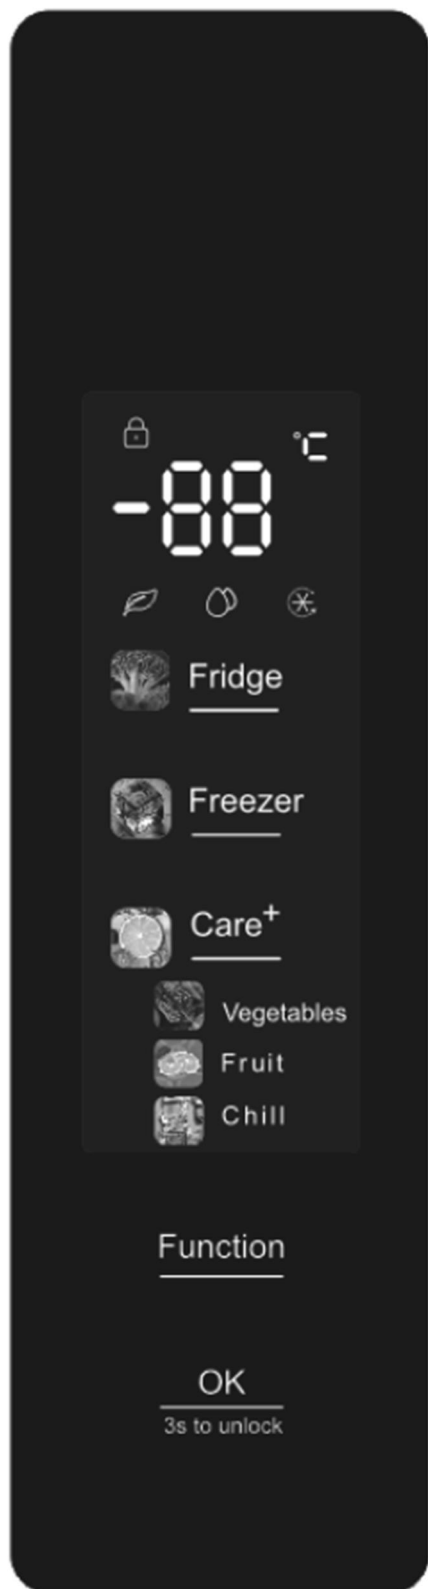 °C
-88
Fridge
Freezer
Care+
Vegetables
Fruit
Chill
Function
OK
3s to unlock